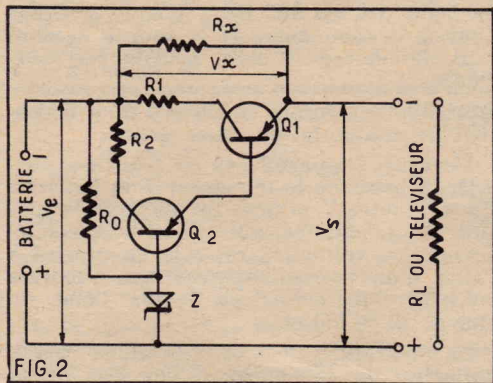 Rx
Vx
R1
Q1
R2
R0
Q2
Z
BATTERIE
Ve
Vs
RL OU TELEVISEUR
-
+
-
+
FIG.2